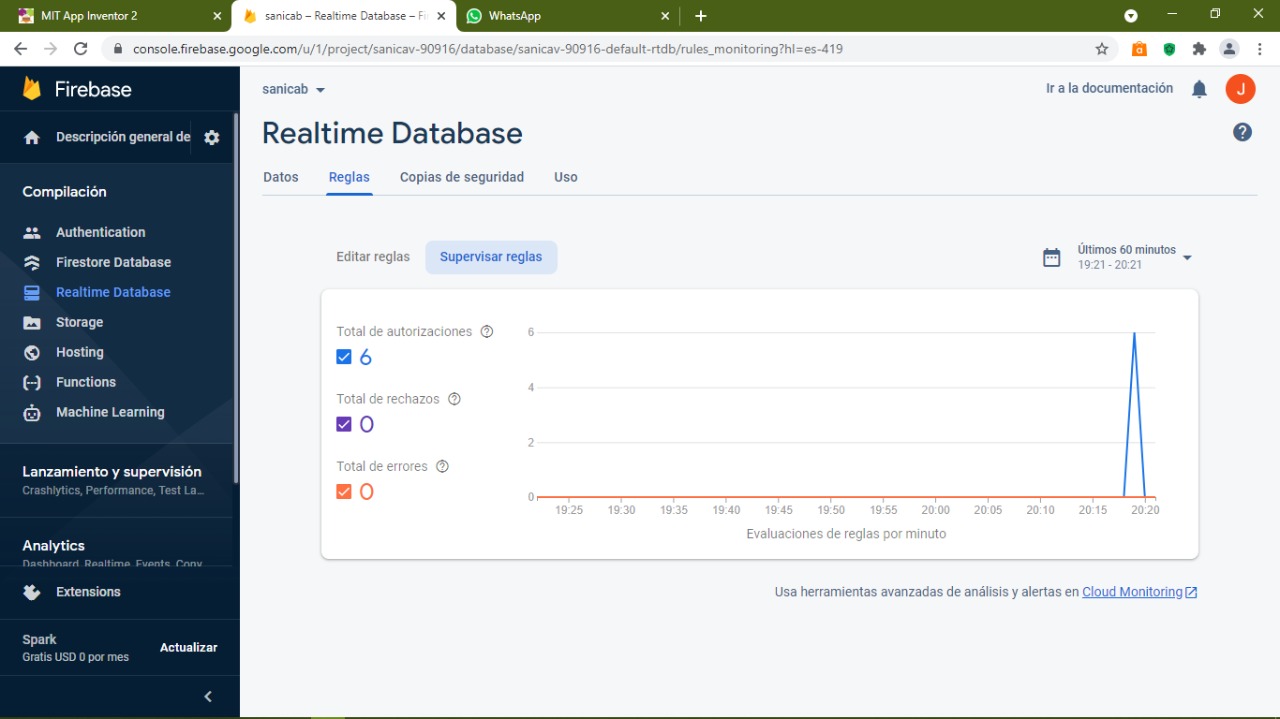 MIT App Inventor 2
sanicab – Realtime Database – Fi
WhatsApp
console.firebase.google.com/u/1/project/sanicav-90916/database/sanicav-90916-default-rtdb/rules_monitoring?hl=es-419
Firebase
sanicab
Ir a la documentación
J
Descripción general de
Realtime Database
Datos
Reglas
Copias de seguridad
Uso
Compilación
Authentication
Firestore Database
Realtime Database
Storage
Hosting
Functions
Machine Learning
Lanzamiento y supervisión
Crashlytics, Performance, Test La...
Analytics
Dashboard, Realtime, Events, Conv
Extensions
Spark
Gratis USD 0 por mes
Actualizar
Editar reglas
Supervisar reglas
Últimos 60 minutos
19:21 - 20:21
Total de autorizaciones
6
Total de rechazos
0
Total de errores
0
6
4
2
0
19:25 19:30 19:35 19:40 19:45 19:50 19:55 20:00 20:05 20:10 20:15 20:20
Evaluaciones de reglas por minuto
Usa herramientas avanzadas de análisis y alertas en Cloud Monitoring